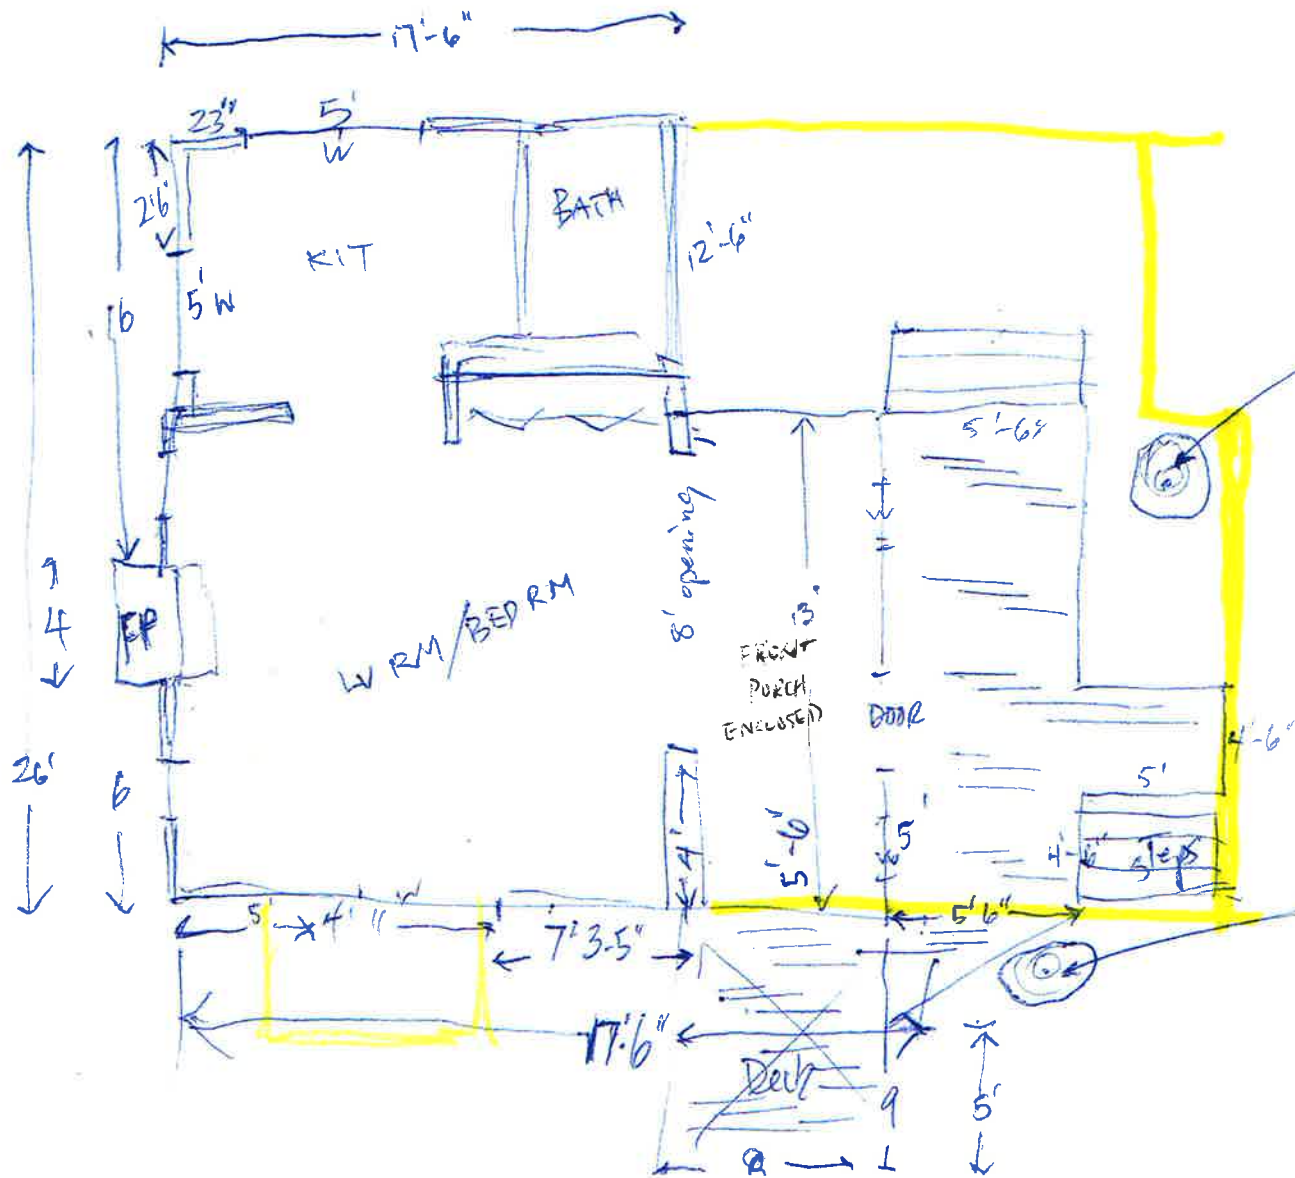 17'-6"
23"
5'
W
2'6"
BATH
KIT
12'-6"
5' W
5'-6"
8' opening
4
FP
W RM/BED RM
13'
FRONT
PORCH
ENCLOSED
DOOR
4'-6"
26'
6
5'
4'
5'-6"
5'
4'-6"
Steps
W
5'
4'
5'6"
7' 3-5"
17'6"
Deck
9
5'